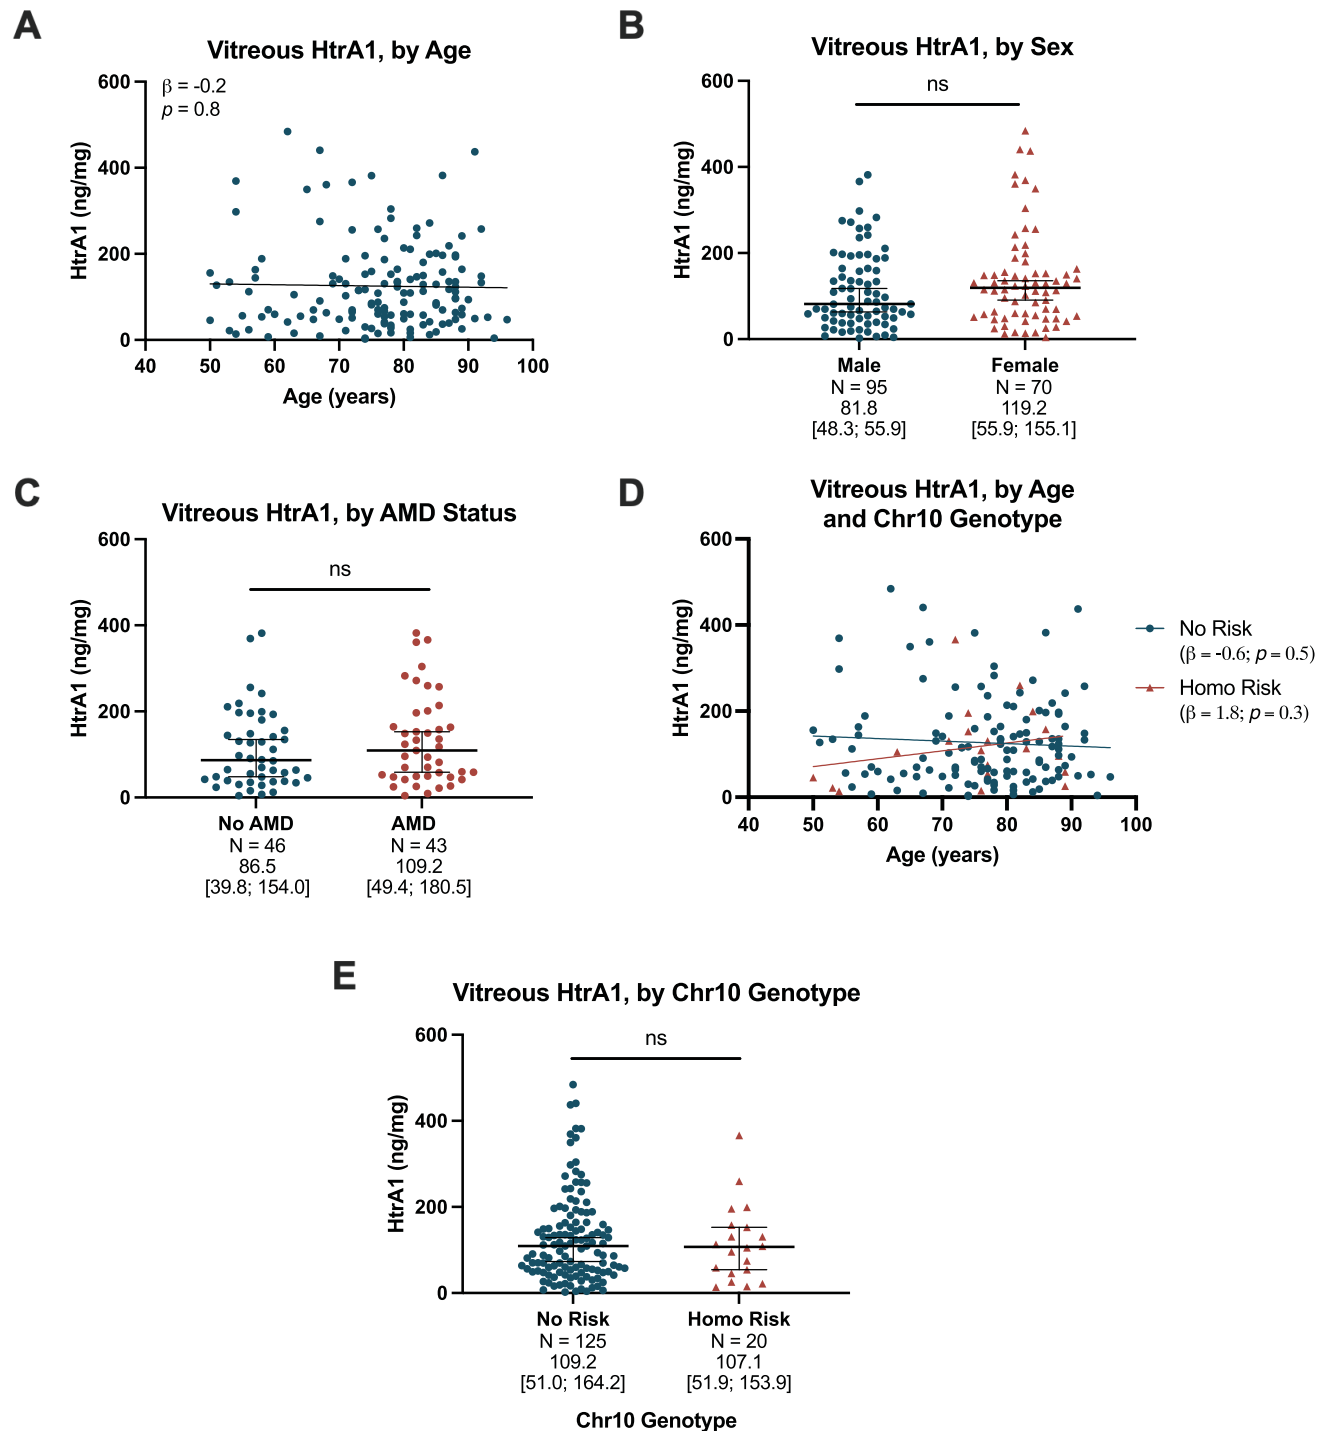 A
Vitreous HtrA1, by Age
β = -0.2
p = 0.8
600
400
200
0
HtrA1 (ng/mg)
40 50 60 70 80 90 100
Age (years)
B
Vitreous HtrA1, by Sex
ns
600
400
200
0
HtrA1 (ng/mg)
Male Female
N = 95 N = 70
81.8 119.2
[48.3; 55.9] [55.9; 155.1]
C
Vitreous HtrA1, by AMD Status
ns
600
400
200
0
HtrA1 (ng/mg)
No AMD AMD
N = 46 N = 43
86.5 109.2
[39.8; 154.0] [49.4; 180.5]
D
Vitreous HtrA1, by Age
and Chr10 Genotype
600
400
200
0
HtrA1 (ng/mg)
40 50 60 70 80 90 100
Age (years)
No Risk
(β = -0.6; p = 0.5)
Homo Risk
(β = 1.8; p = 0.3)
E
Vitreous HtrA1, by Chr10 Genotype
ns
600
400
200
0
HtrA1 (ng/mg)
No Risk Homo Risk
N = 125 N = 20
109.2 107.1
[51.0; 164.2] [51.9; 153.9]
Chr10 Genotype